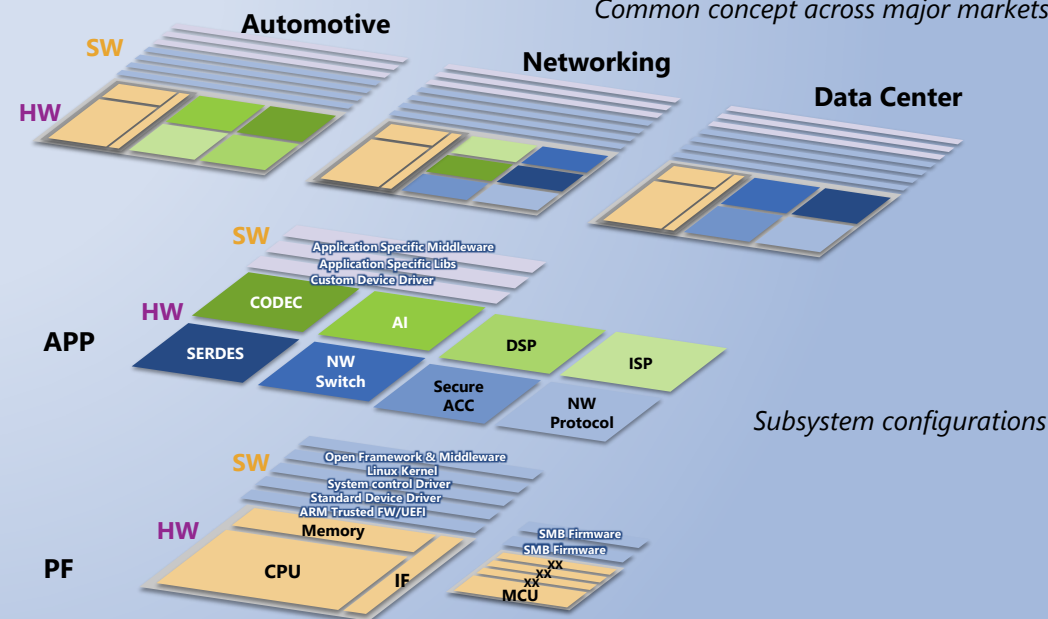 Common concept across major markets
Automotive
SW
Networking
HW
Data Center
SW
Application Specific Middleware
Application Specific Libs
Custom Device Driver
HW
CODEC
AI
APP
SERDES
DSP
NW
Switch
ISP
Secure
ACC
NW
Protocol
Subsystem configurations
SW
Open Framework & Middleware
Linux Kernel
System control Driver
Standard Device Driver
ARM Trusted FW/UEFI
HW
Memory
SMB Firmware
SMB Firmware
PF
CPU
IF
XX
XX
XX
MCU